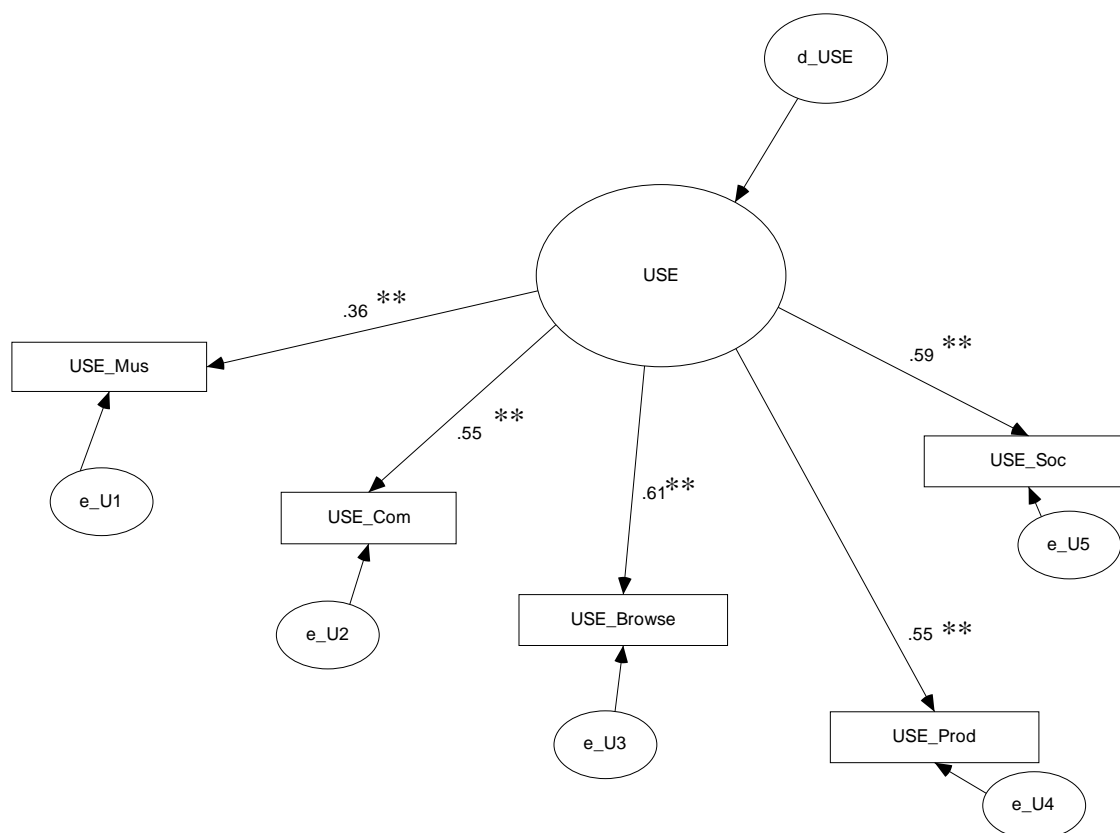 d_USE
USE
.36 **
.59 **
USE_Mus
.55 **
USE_Soc
.61**
e_U1
USE_Com
e_U5
USE_Browse
e_U2
.55 **
USE_Prod
e_U3
e_U4